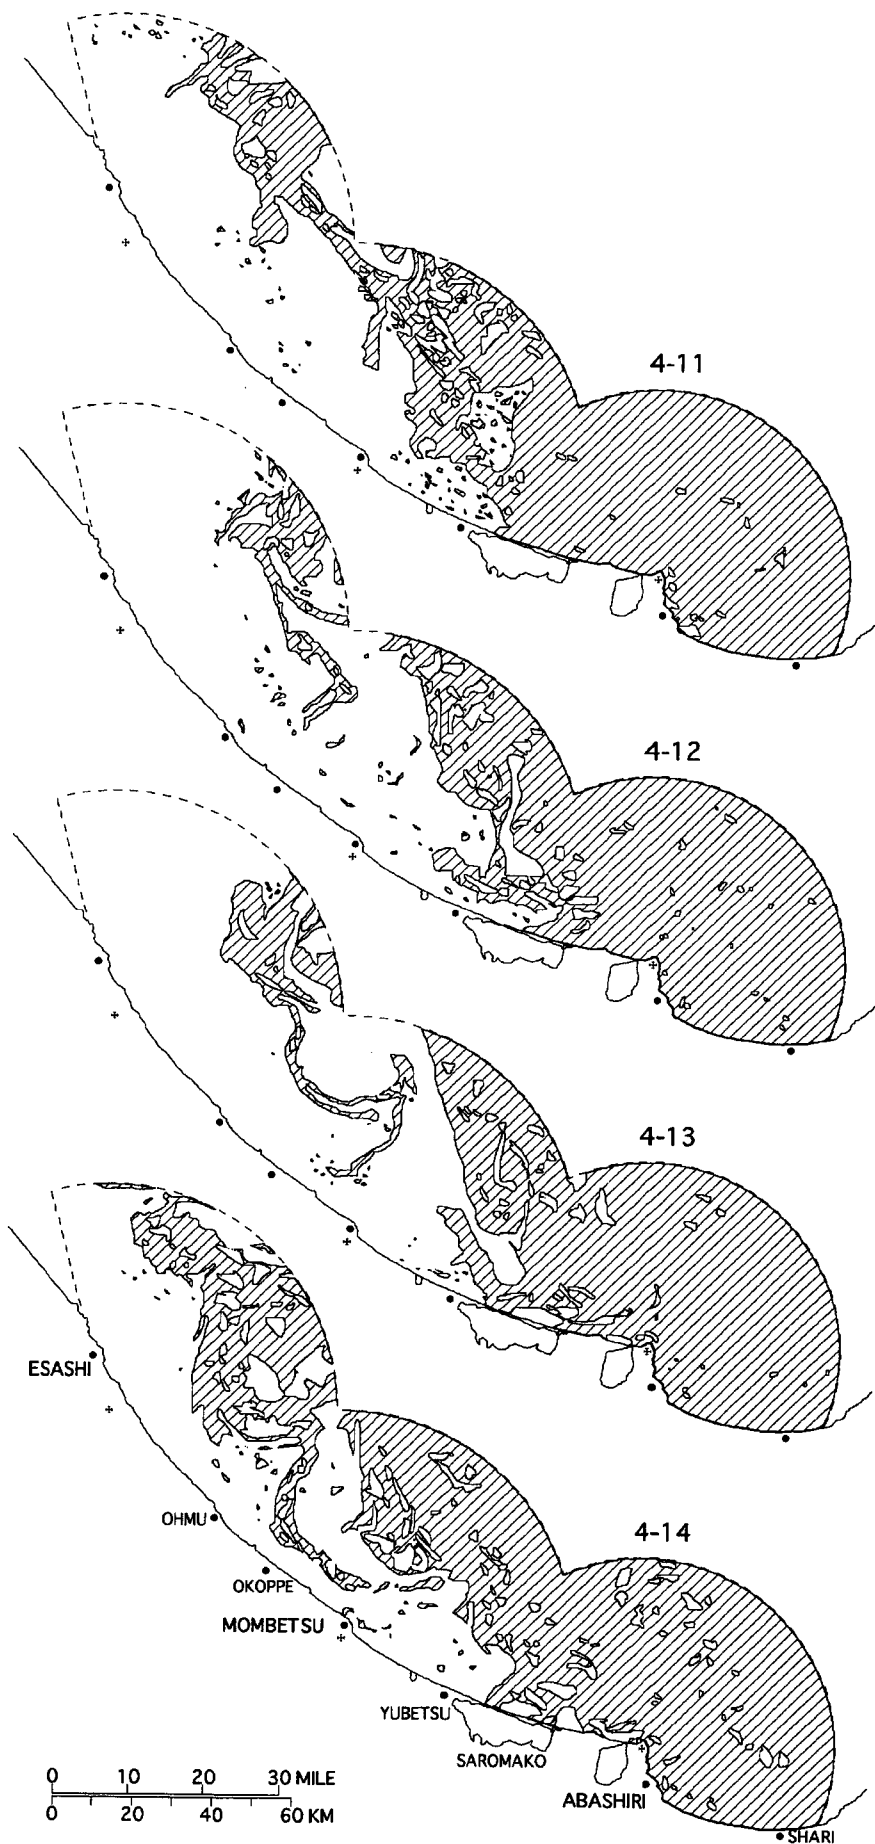 4-11
4-12
4-13
4-14
ESASHI
OHMU
OKOPPE
MOMBETSU
YUBETSU
SAROMAKO
ABASHIRI
SHARI
0 10 20 30 MILE
0 20 40 60 KM